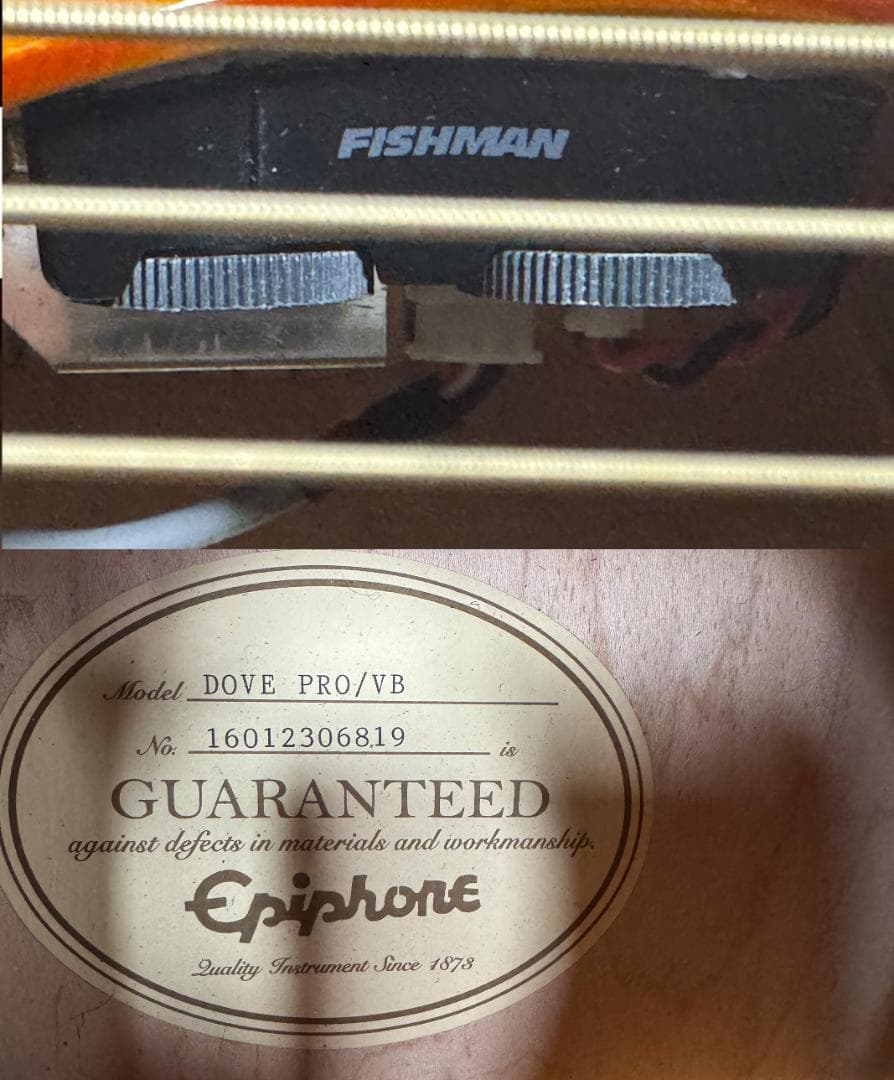 FISHMAN
Model DOVE PRO/VB
No. 16012306819 is
GUARANTEED
against defects in materials and workmanship.
Epiphone
Quality Instrument Since 1873